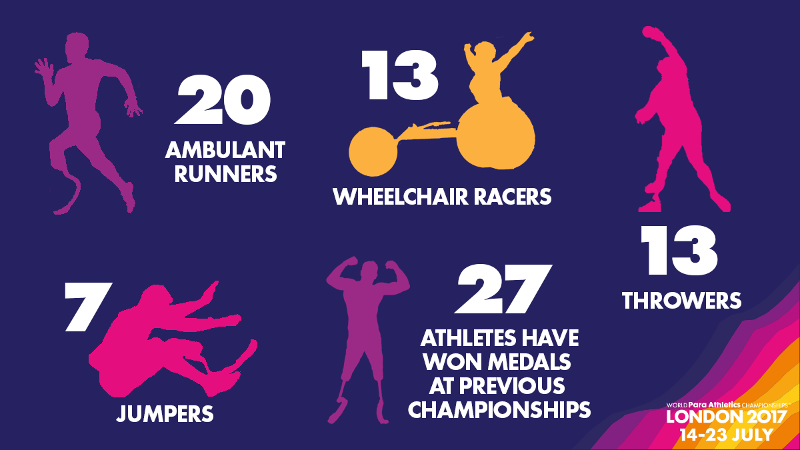 20
AMBULANT
RUNNERS
13
WHEELCHAIR RACERS
13
THROWERS
7
JUMPERS
27
ATHLETES HAVE
WON MEDALS
AT PREVIOUS
CHAMPIONSHIPS
WORLD Para Athletics CHAMPIONSHIPS
LONDON 2017
14-23 JULY